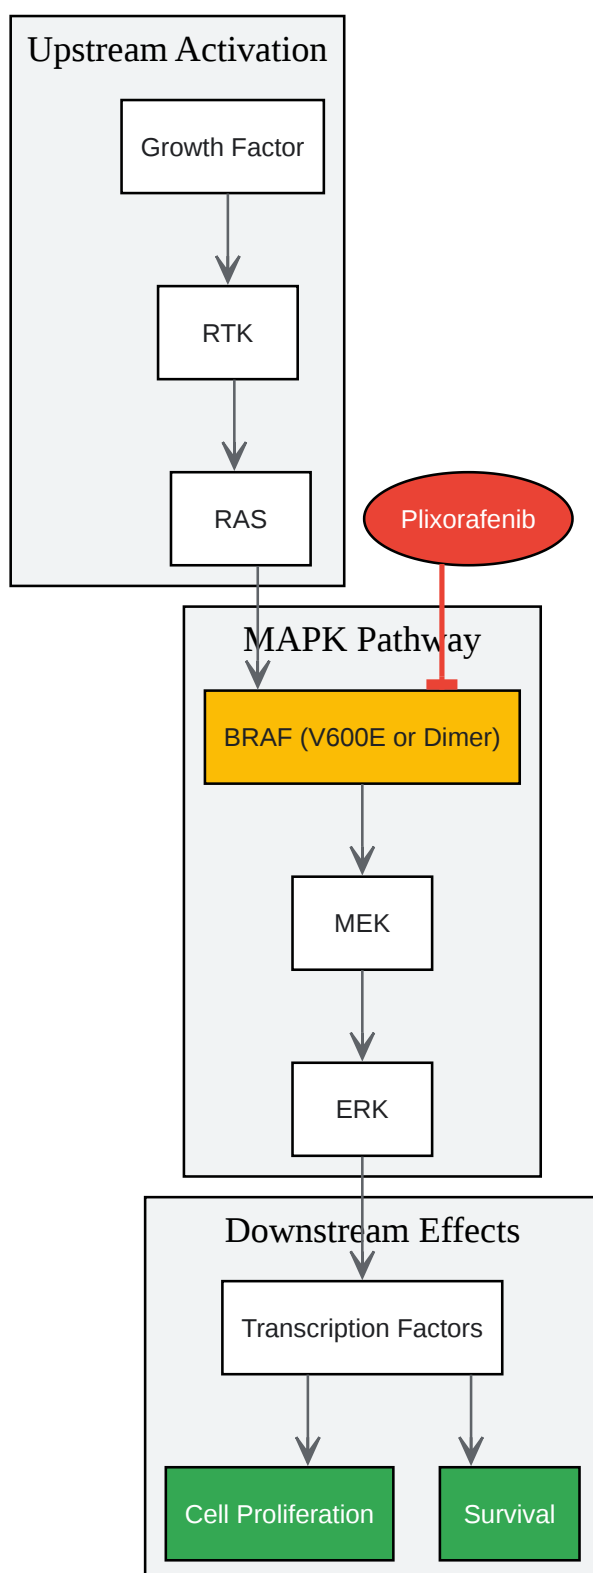 Upstream Activation
Growth Factor
RTK
RAS
Plixorafenib
MAPK Pathway
BRAF (V600E or Dimer)
MEK
ERK
Downstream Effects
Transcription Factors
Cell Proliferation
Survival